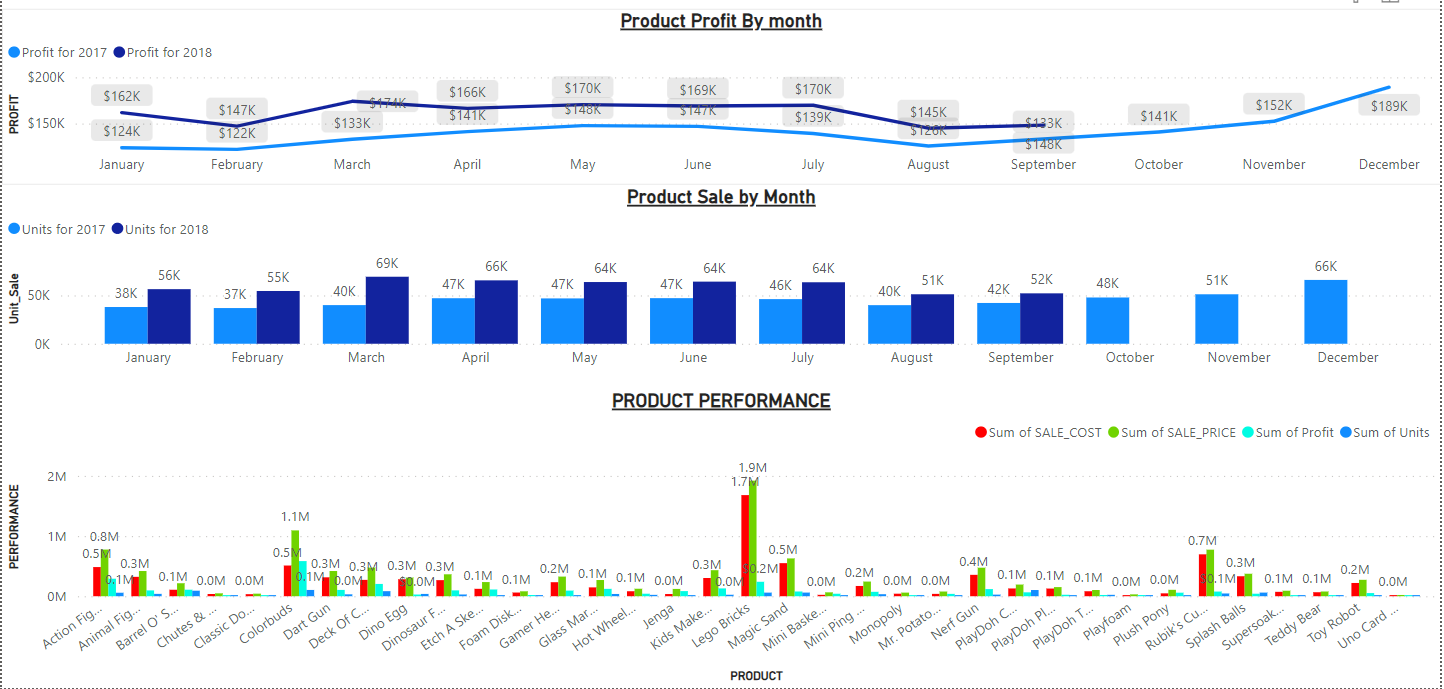 Product Profit By month
Profit for 2017 Profit for 2018
PROFIT
$200K
$150K
$162K $147K $174K $166K $170K $169K $170K $145K $148K
$124K $122K $133K $141K $148K $147K $139K $126K $133K $141K $152K $189K
January February March April May June July August September October November December
Product Sale by Month
Units for 2017 Units for 2018
Unit_Sale
50K
0K
38K 56K 37K 55K 40K 69K 47K 66K 47K 64K 47K 64K 46K 64K 40K 51K 42K 52K 48K 51K 66K
January February March April May June July August September October November December
PRODUCT PERFORMANCE
Sum of SALE_COST Sum of SALE_PRICE Sum of Profit Sum of Units
PERFORMANCE
2M
1M
0M
0.5M 0.8M 0.1M 0.3M 0.1M 0.0M 0.0M 0.5M 1.1M 0.1M 0.3M 0.0M 0.3M 0.3M $0.0M 0.3M 0.1M 0.1M 0.2M 0.1M 0.1M 0.0M 0.3M 0.0M 1.7M 1.9M $0.2M 0.5M 0.0M 0.2M 0.0M 0.0M 0.4M 0.1M 0.1M 0.1M 0.0M 0.0M 0.7M $0.1M 0.3M 0.1M 0.1M 0.2M 0.0M
Action Fig... Animal Fig... Barrel O' S... Chutes & ... Classic Do... Colorbuds Dart Gun Deck Of C... Dino Egg Dinosaur F... Etch A Ske... Foam Disk... Gamer He... Glass Mar... Hot Wheel... Jenga Kids Make... Lego Bricks Magic Sand Mini Baske... Mini Ping ... Monopoly Mr. Potato... Nerf Gun PlayDoh C... PlayDoh Pl... PlayDoh T... Playfoam Plush Pony Rubik's Cu... Splash Balls Supersoak... Teddy Bear Toy Robot Uno Card ...
PRODUCT